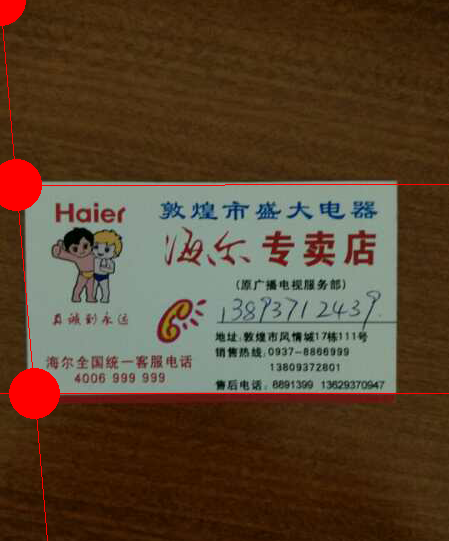 Haier
敦煌市盛大电器
海尔专卖店
(原广播电视服务部)
13893712439.
真诚到永远
地址:敦煌市风情城17栋111号
销售热线:0937-8866999
13809372801
海尔全国统一客服电话
4006 999 999
售后电话:8891399 13629370947